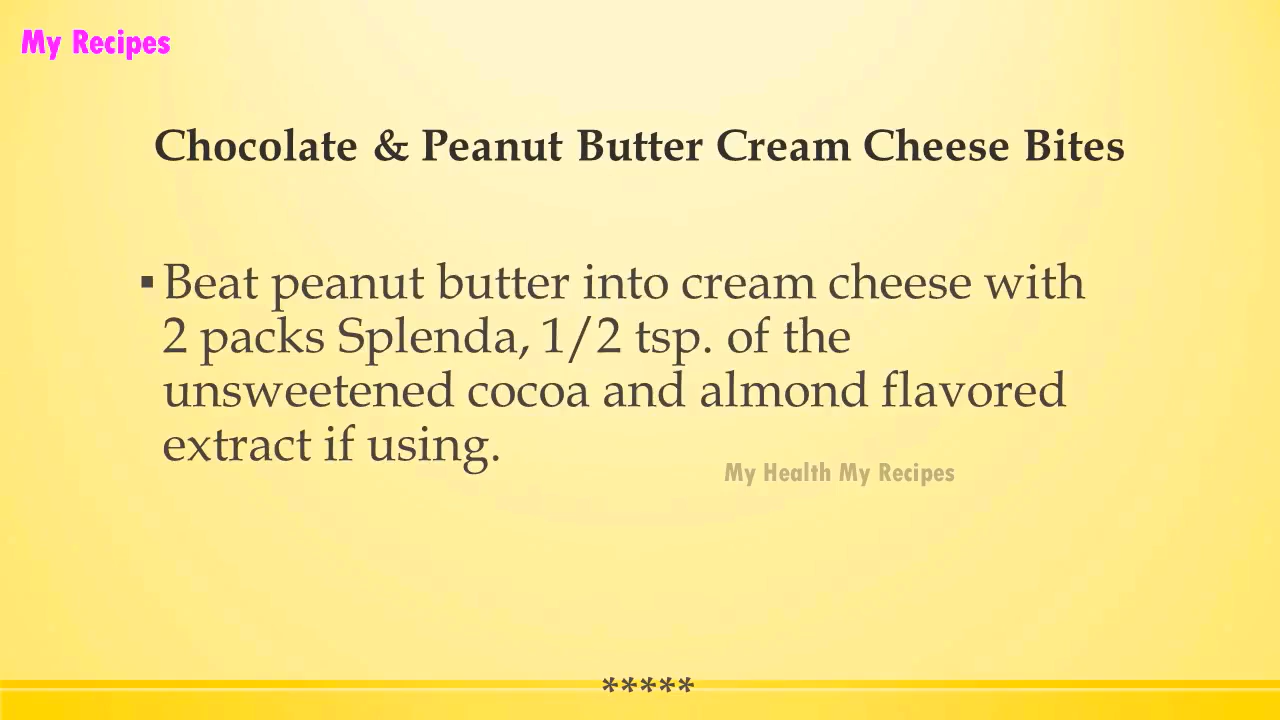 My Recipes
Chocolate & Peanut Butter Cream Cheese Bites
▪ Beat peanut butter into cream cheese with
2 packs Splenda, 1/2 tsp. of the
unsweetened cocoa and almond flavored
extract if using.
My Health My Recipes
*****